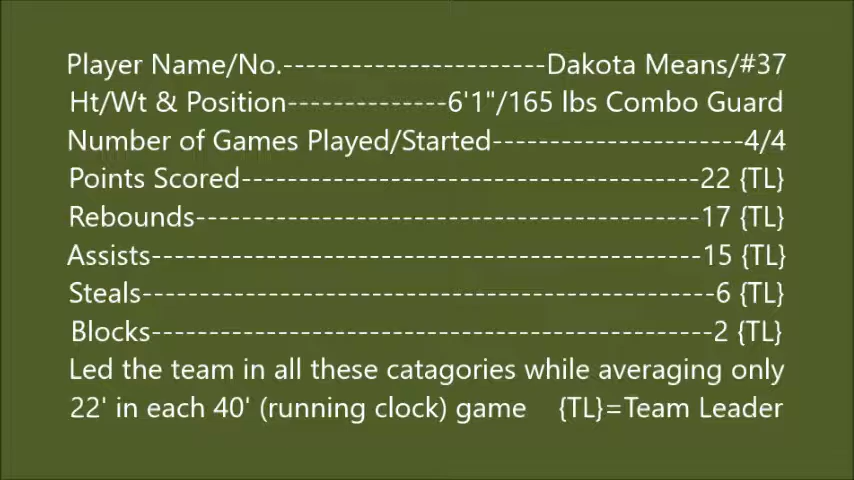 Player Name/No.-----------------------Dakota Means/#37
Ht/Wt & Position--------------6'1"/165 lbs Combo Guard
Number of Games Played/Started----------------------4/4
Points Scored----------------------------------------22 {TL}
Rebounds--------------------------------------------17 {TL}
Assists------------------------------------------------15 {TL}
Steals--------------------------------------------------6 {TL}
Blocks-------------------------------------------------2 {TL}
Led the team in all these catagories while averaging only
22' in each 40' (running clock) game {TL}=Team Leader